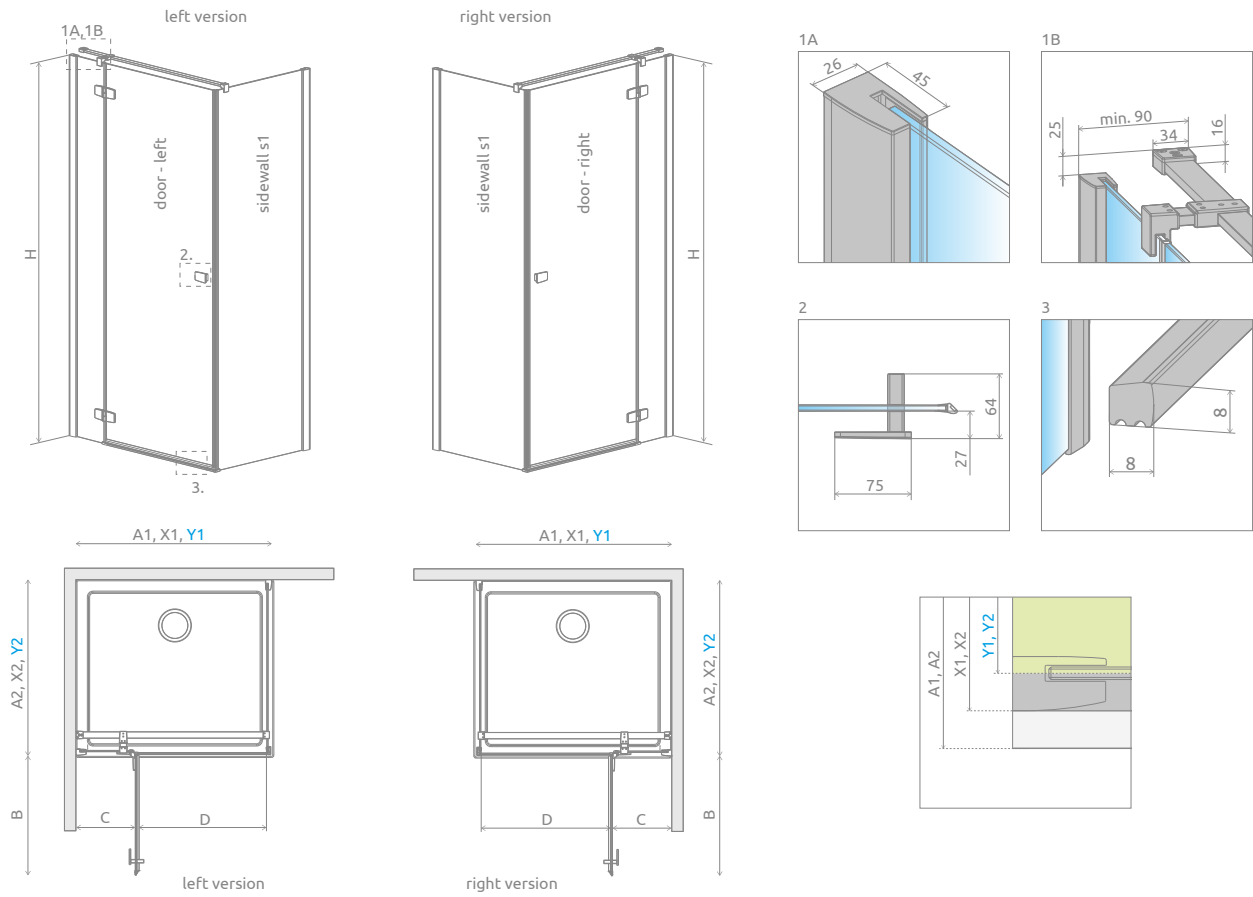 left version
right version
1A,1B
door - left
sidewall s1
H
2.
3.
sidewall s1
door - right
H
1A
26
45
1B
25
min. 90
34
16
2
64
27
75
3
8
8
A1, X1, Y1
A2, X2, Y2
B
C
D
left version
A1, X1, Y1
A2, X2, Y2
B
D
C
right version
A1, A2
X1, X2
Y1, Y2